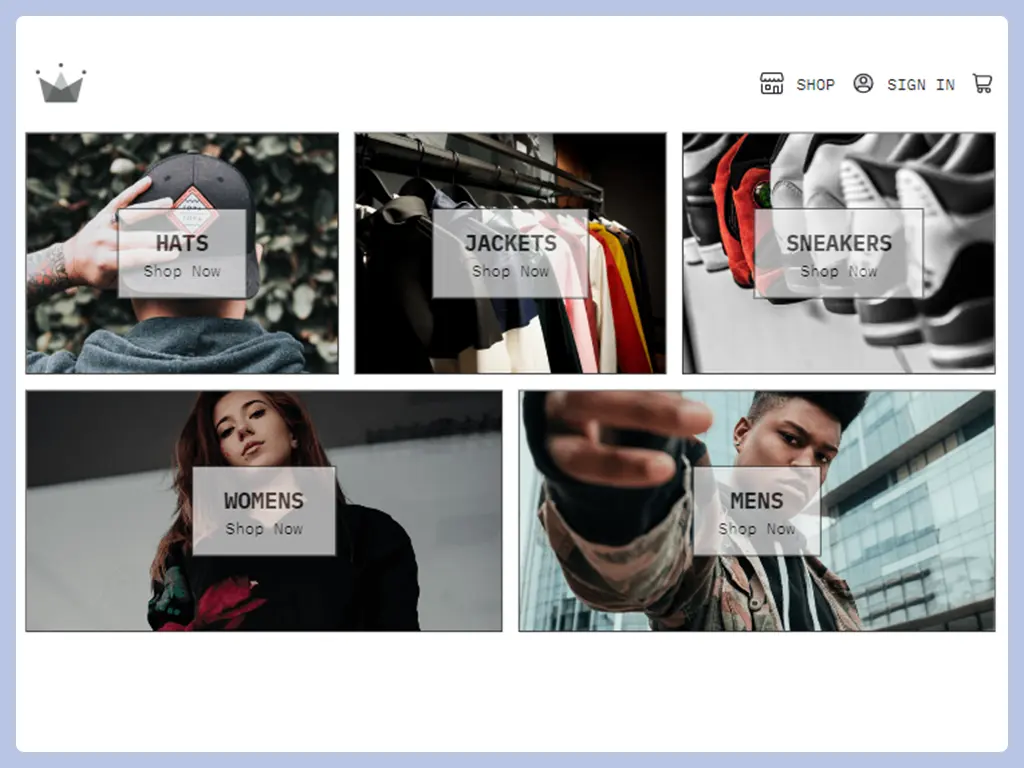 SHOP
SIGN IN
HATS
Shop Now
JACKETS
Shop Now
SNEAKERS
Shop Now
WOMENS
Shop Now
MENS
Shop Now